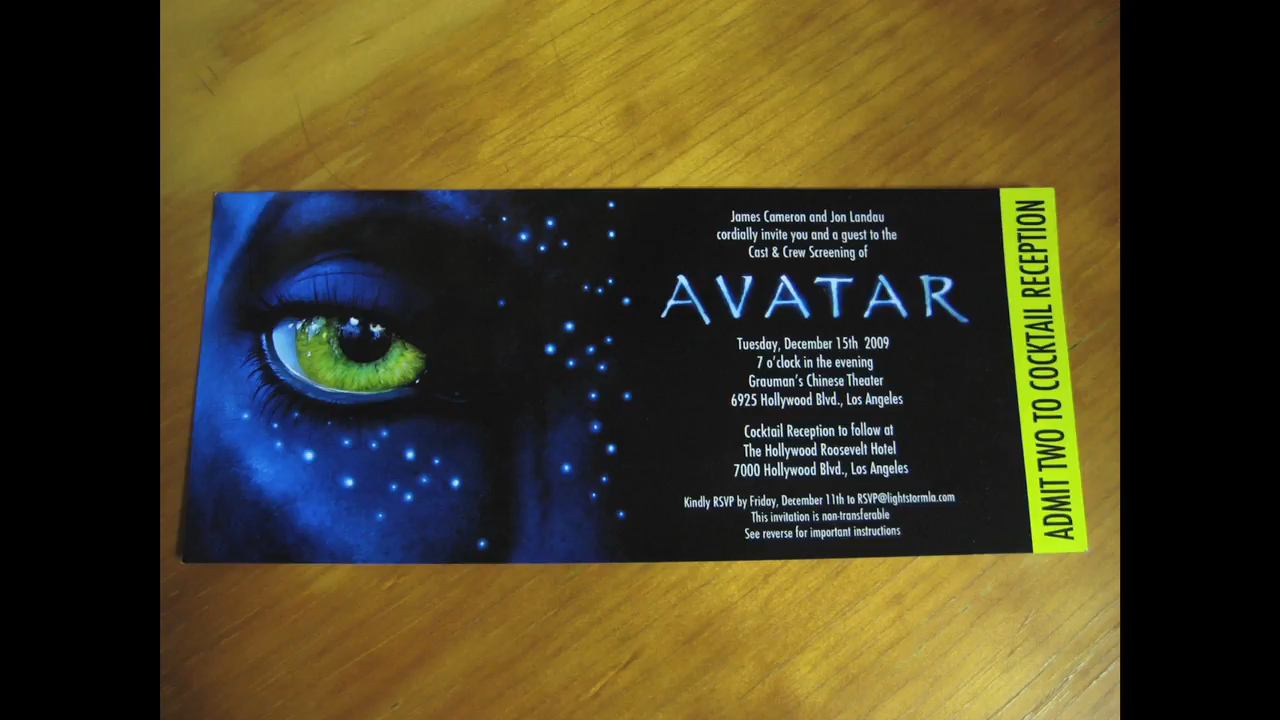 James Cameron and Jon Landau
cordially invite you and a guest to the
Cast & Crew Screening of
AVATAR
Tuesday, December 15th 2009
7 o'clock in the evening
Grauman's Chinese Theater
6925 Hollywood Blvd., Los Angeles
Cocktail Reception to follow at
The Hollywood Roosevelt Hotel
7000 Hollywood Blvd., Los Angeles
Kindly RSVP by Friday, December 11th to RSVP@lightstormla.com
This invitation is non-transferable
See reverse for important instructions
ADMIT TWO TO COCKTAIL RECEPTION